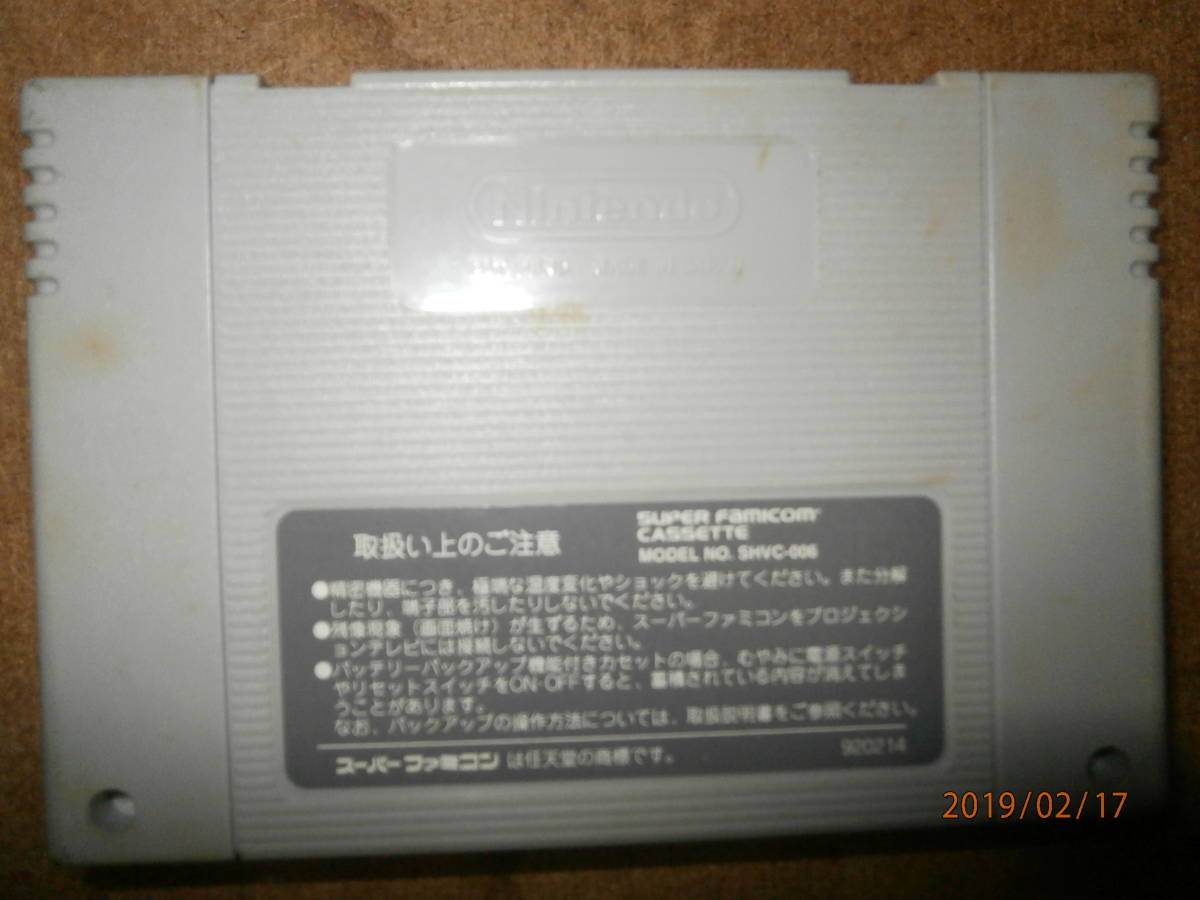 Nintendo
取扱い上のご注意
SUPER Famicom
CASSETTE
MODEL NO. SHVC-006
●精密機器につき、極端な温度変化やショックを避けてください。また分解
したり、端子部を汚したりしないでください。
●残像現象（画面焼け）が生ずるため、スーパーファミコンをプロジェクシ
ョンテレビには接続しないでください。
●バッテリーバックアップ機能付きカセットの場合、むやみに電源スイッチ
やリセットスイッチをON-OFFすると、蓄積されている内容が消えてしま
うことがあります。
なお、バックアップの操作方法については、取扱説明書をご参照ください。
スーパーファミコン は任天堂の商標です。
920214
2019/02/17